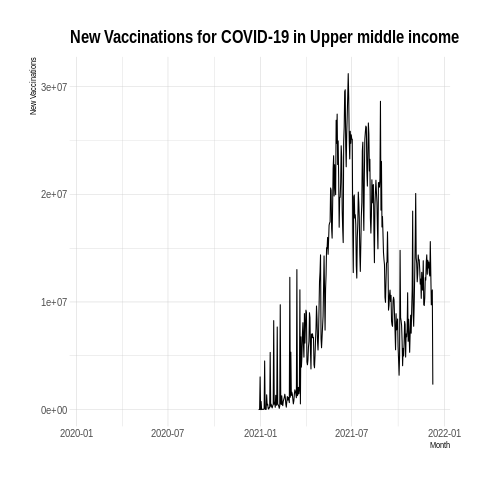 New Vaccinations for COVID-19 in Upper middle income
New Vaccinations
3e+07
2e+07
1e+07
0e+00
2020-01 2020-07 2021-01 2021-07 2022-01
Month